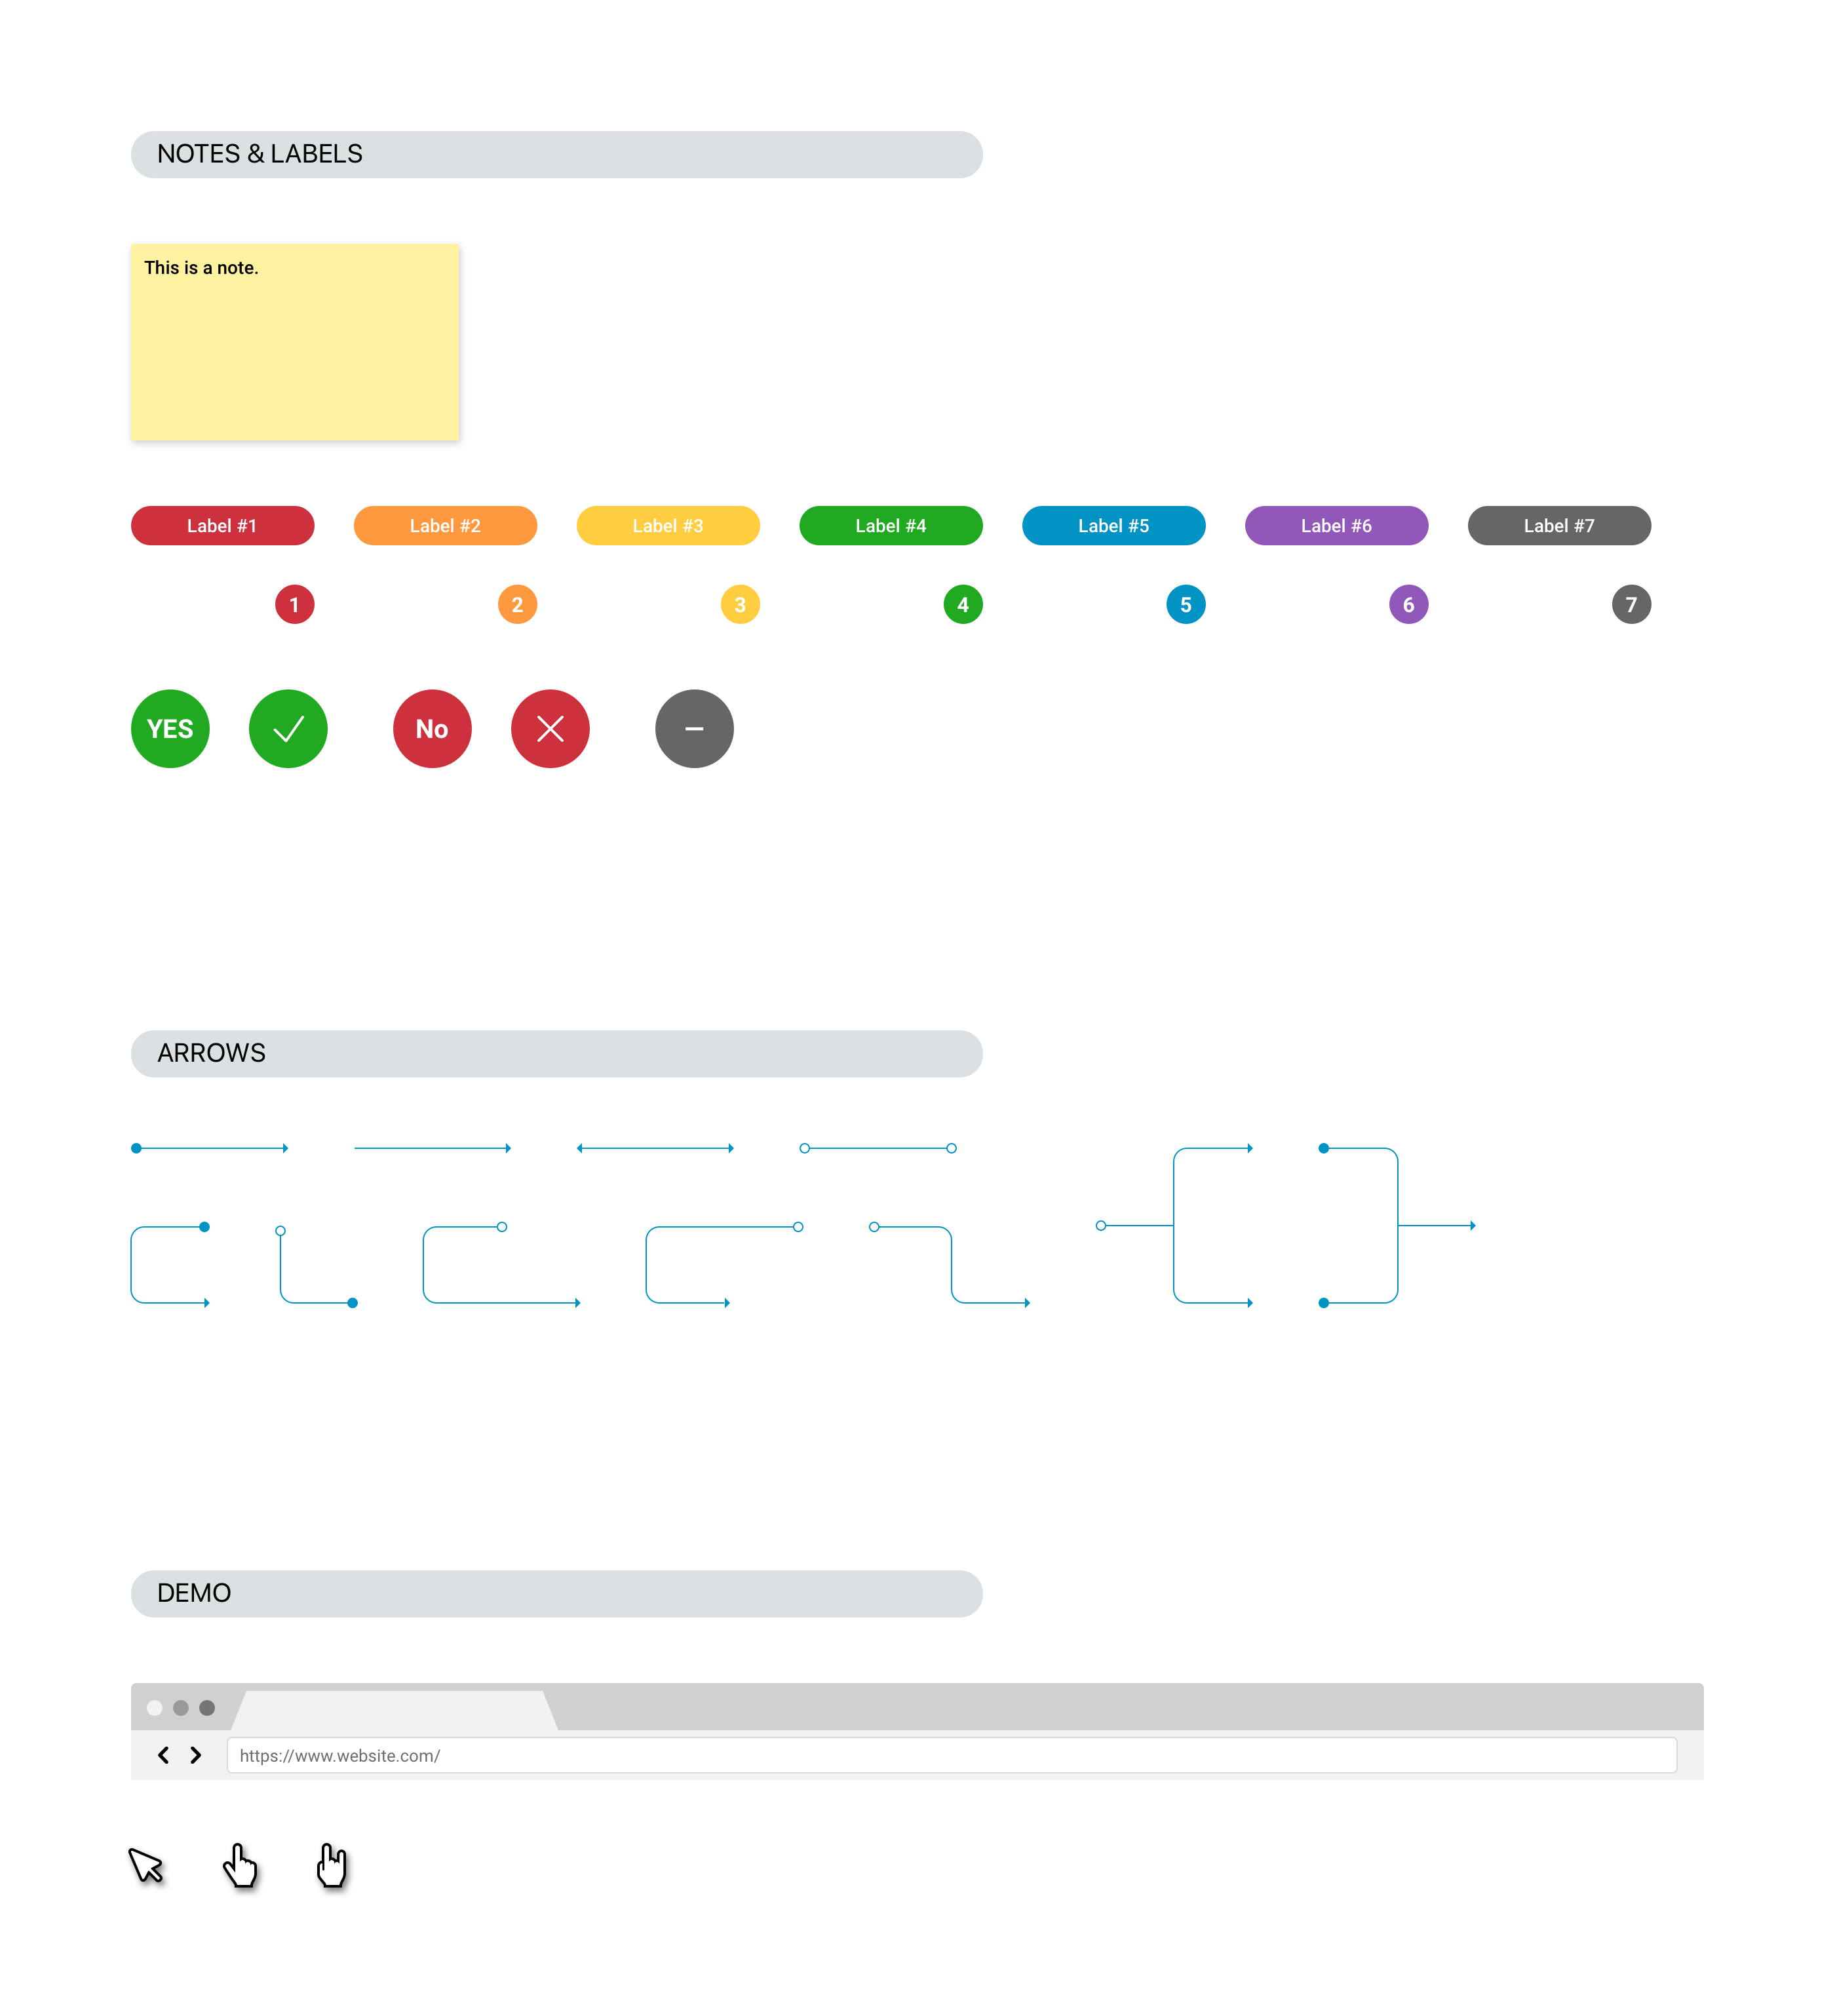 NOTES & LABELS
This is a note.
Label #1 Label #2 Label #3 Label #4 Label #5 Label #6 Label #7
1 2 3 4 5 6 7
YES No
ARROWS
DEMO
https://www.website.com/